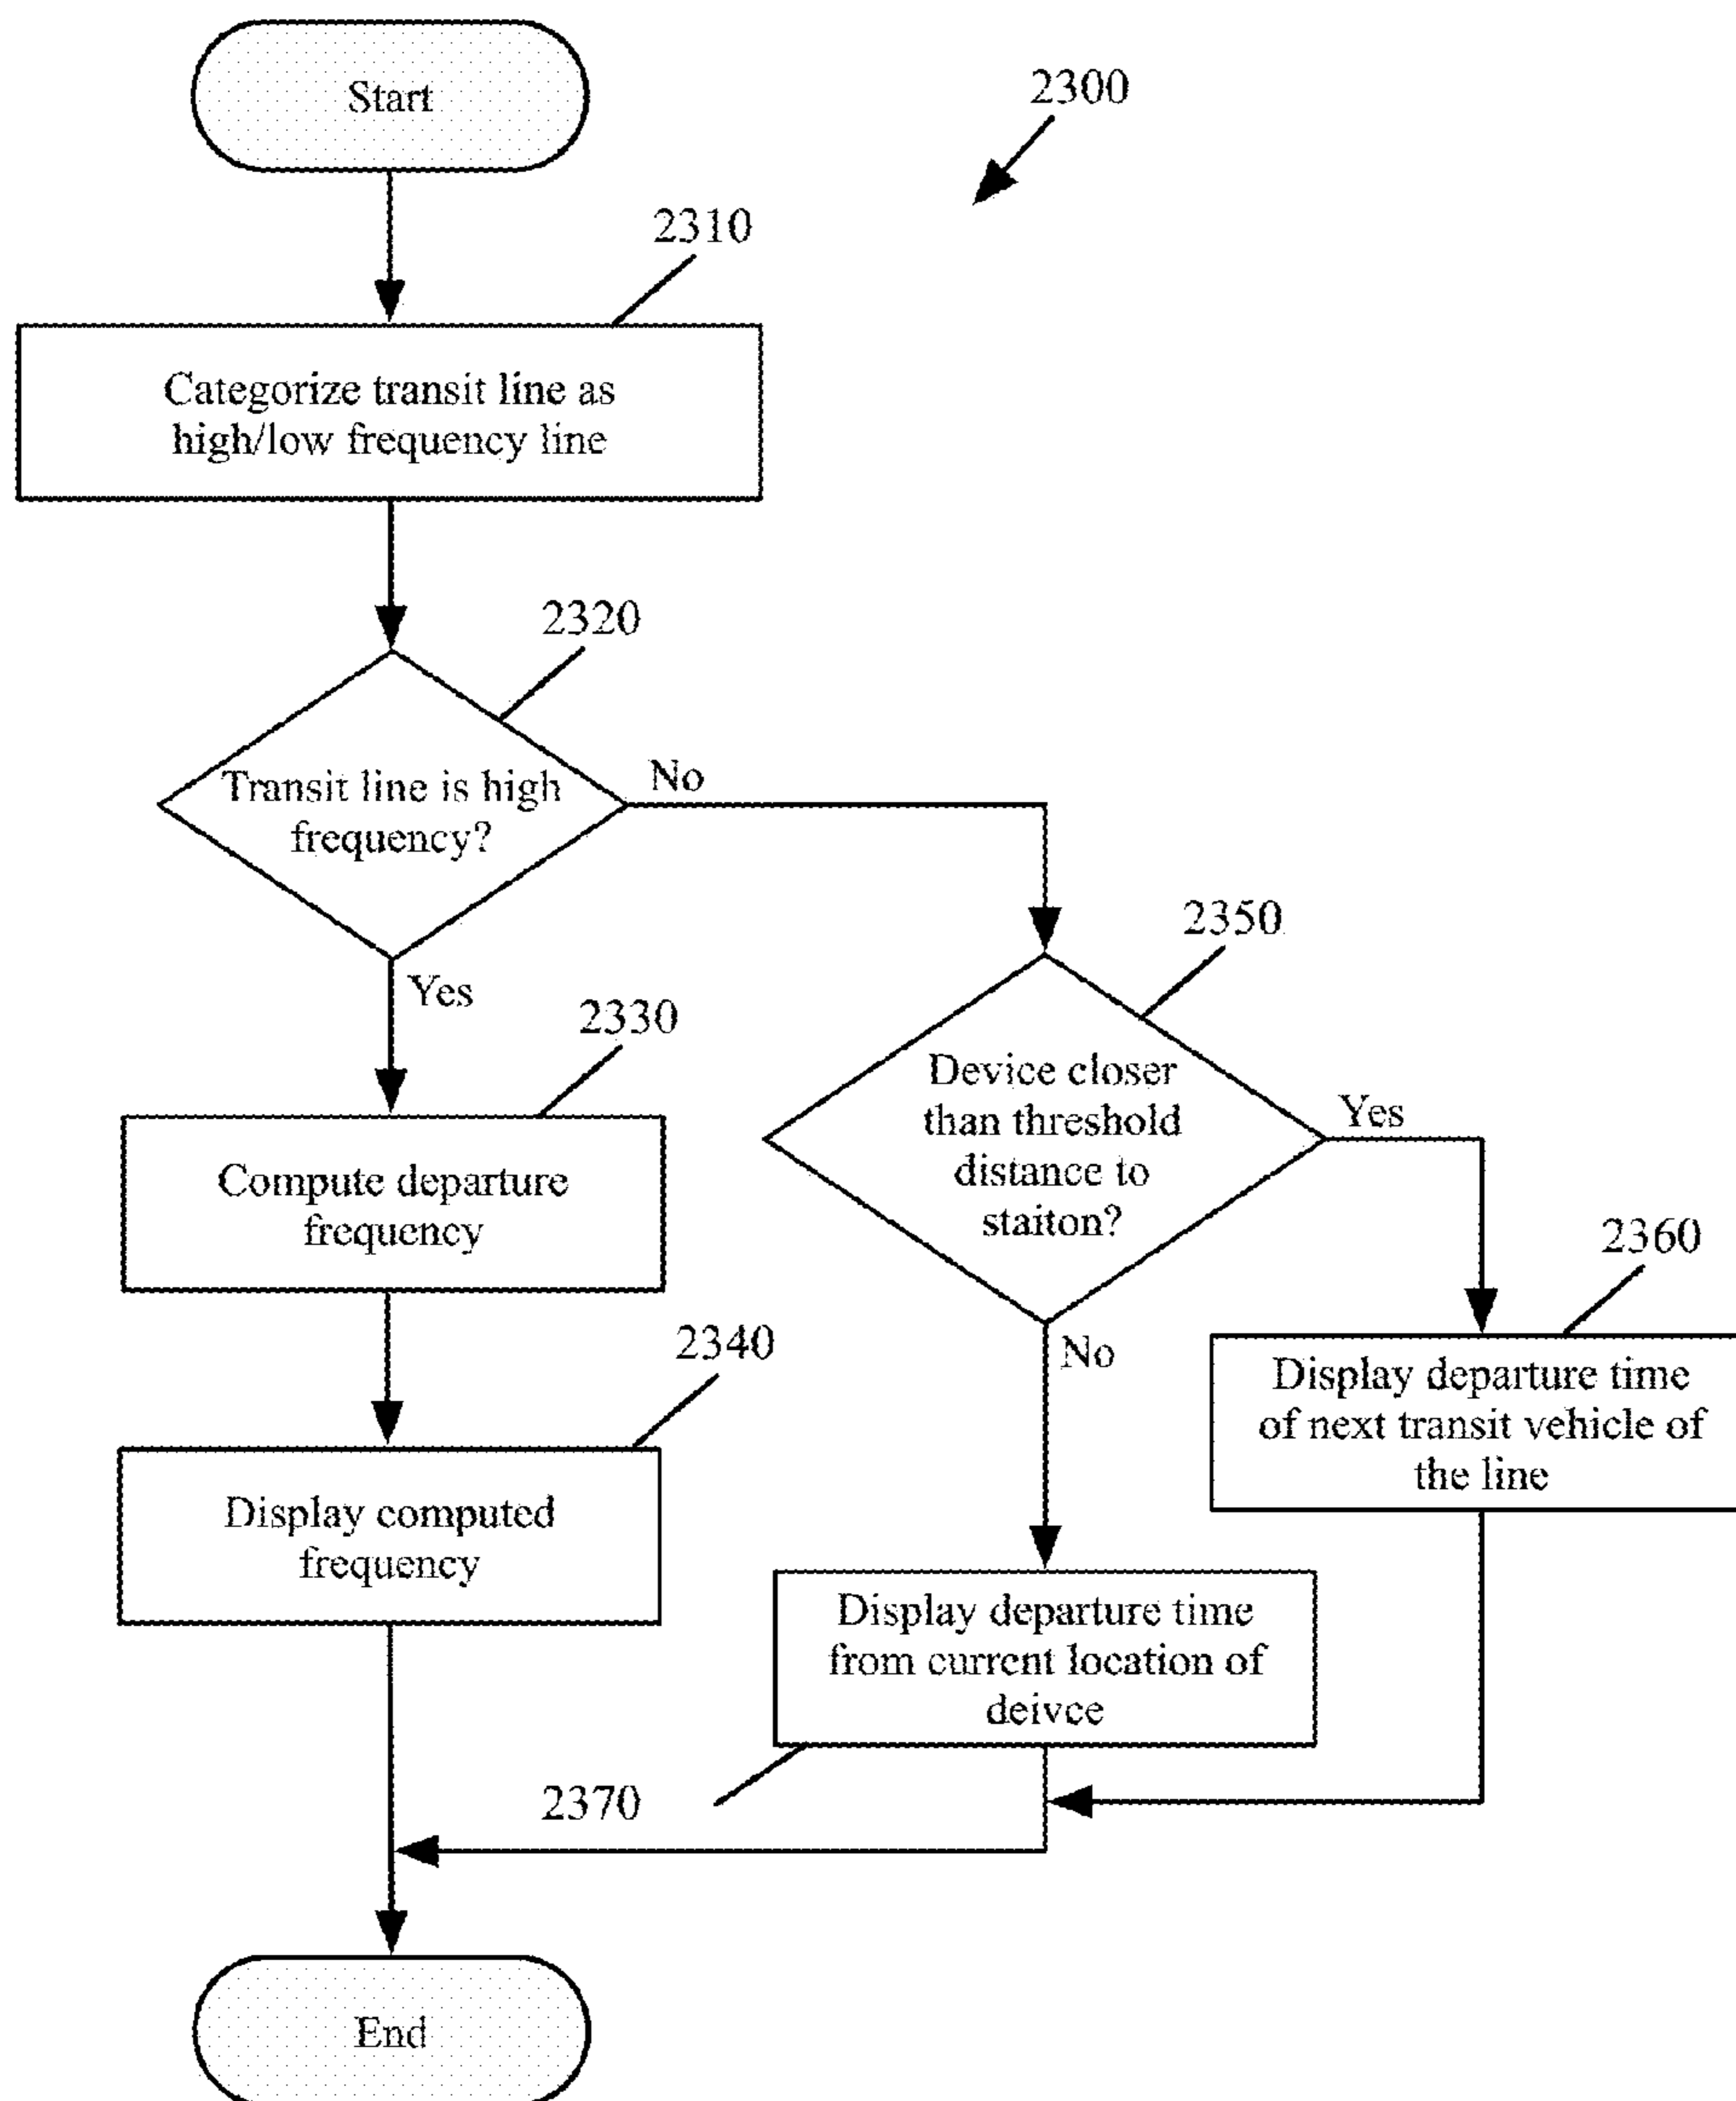 Start
2300
2310
Categorize transit line as
high/low frequency line
2320
Transit line is high
frequency?
No
Yes
2330
Compute departure
frequency
2340
Display computed
frequency
2350
Device closer
than threshold
distance to
staiton?
Yes
No
2360
Display departure time
of next transit vehicle of
the line
Display departure time
from current location of
deivce
2370
End